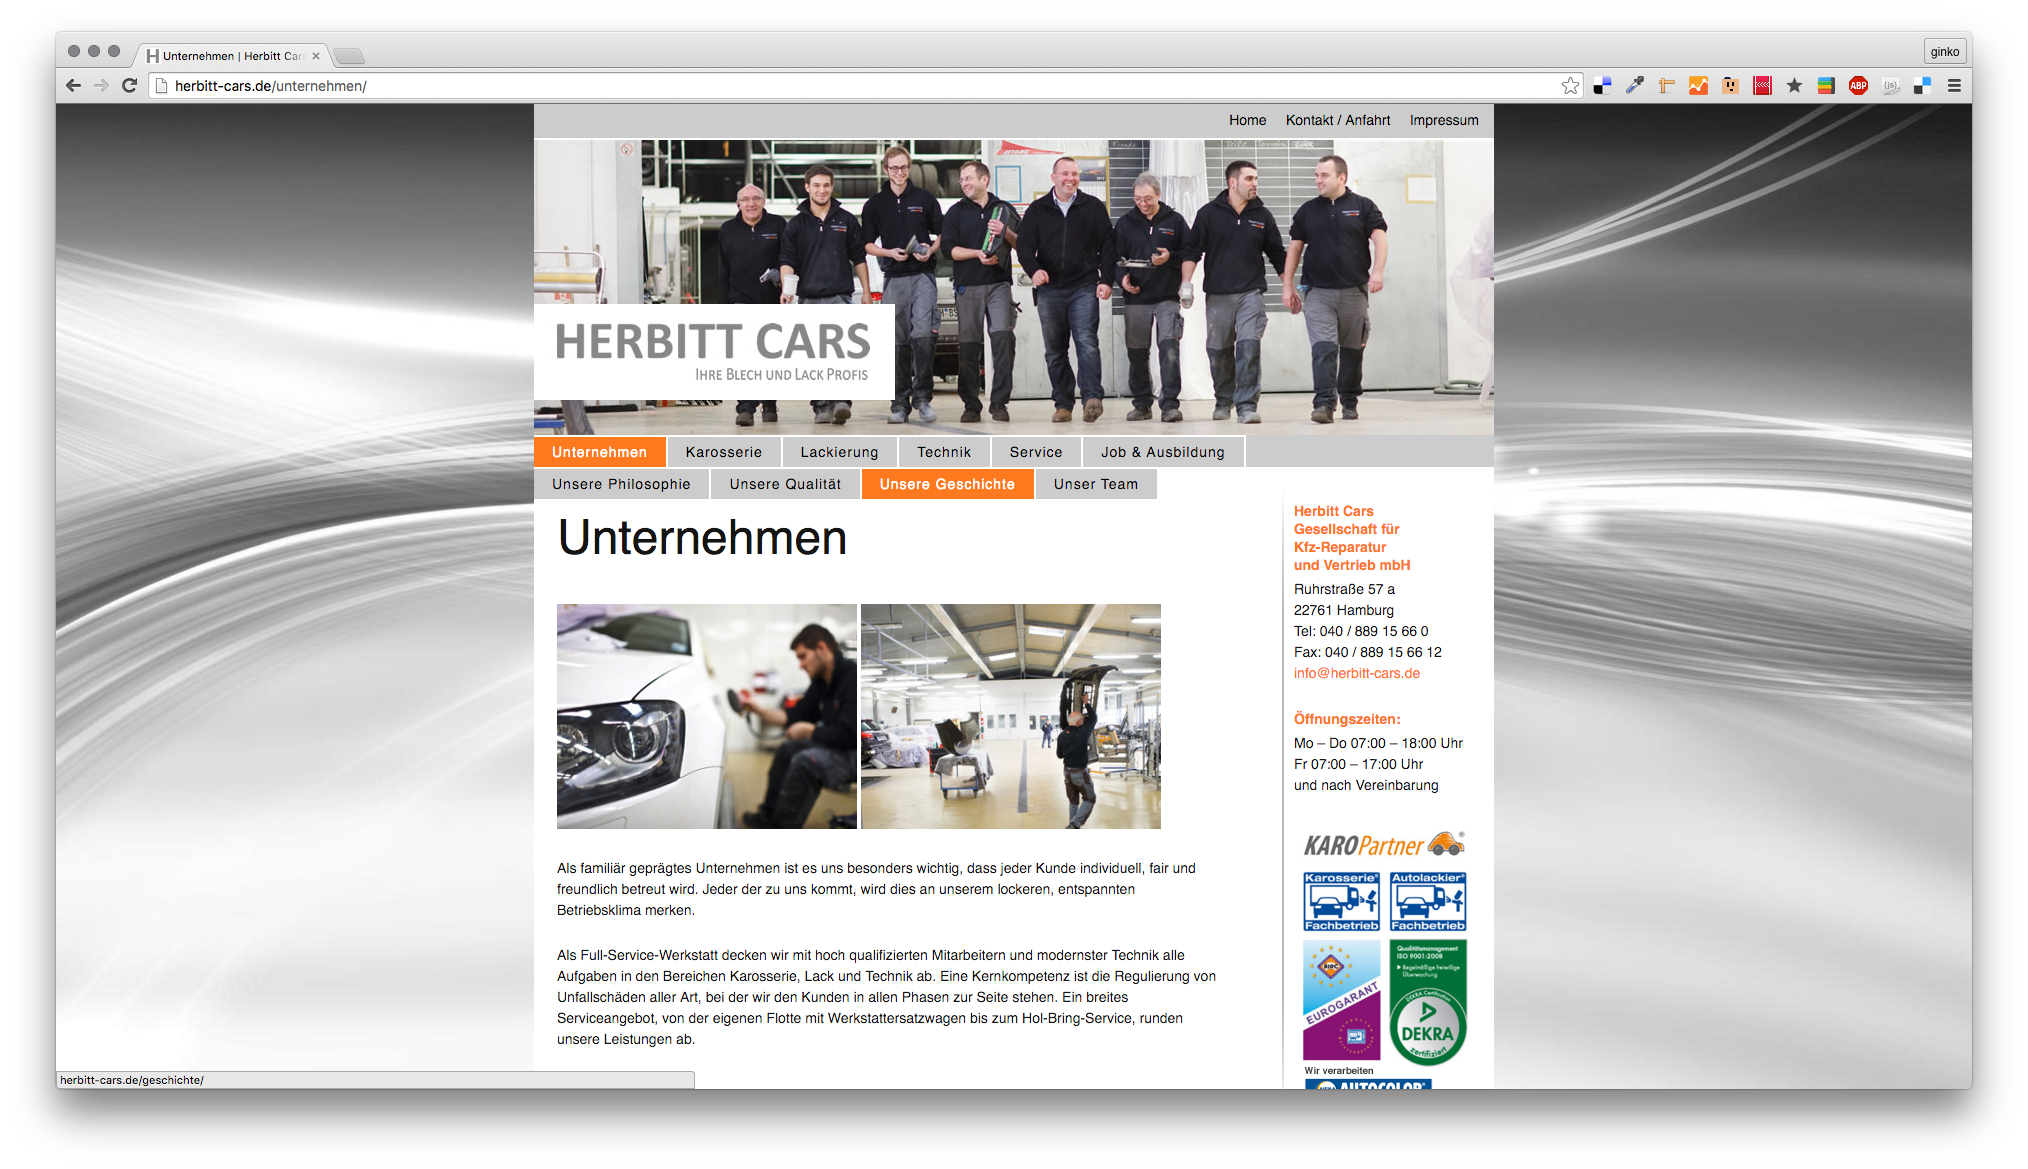 Unternehmen | Herbitt Car
ginko
herbitt-cars.de/unternehmen/
Home Kontakt / Anfahrt Impressum
HERBITT CARS
IHRE BLECH UND LACK PROFIS
Unternehmen Karosserie Lackierung Technik Service Job & Ausbildung
Unsere Philosophie Unsere Qualität Unsere Geschichte Unser Team
Unternehmen
Als familiär geprägtes Unternehmen ist es uns besonders wichtig, dass jeder Kunde individuell, fair und
freundlich betreut wird. Jeder der zu uns kommt, wird dies an unserem lockeren, entspannten
Betriebsklima merken.
Als Full-Service-Werkstatt decken wir mit hoch qualifizierten Mitarbeitern und modernster Technik alle
Aufgaben in den Bereichen Karosserie, Lack und Technik ab. Eine Kernkompetenz ist die Regulierung von
Unfallschäden aller Art, bei der wir den Kunden in allen Phasen zur Seite stehen. Ein breites
Serviceangebot, von der eigenen Flotte mit Werkstattersatzwagen bis zum Hol-Bring-Service, runden
unsere Leistungen ab.
Herbitt Cars
Gesellschaft für
Kfz-Reparatur
und Vertrieb mbH
Ruhrstraße 57 a
22761 Hamburg
Tel: 040 / 889 15 66 0
Fax: 040 / 889 15 66 12
info@herbitt-cars.de
Öffnungszeiten:
Mo – Do 07:00 – 18:00 Uhr
Fr 07:00 – 17:00 Uhr
und nach Vereinbarung
KAROPartner
Karosserie Fachbetrieb
Autolackier Fachbetrieb
AIRC
EUROGARANT
Qualitätsmanagement
ISO 9001:2008
Regelmäßige freiwillige
Überwachung
DEKRA Certification
DEKRA
zertifiziert
Wir verarbeiten
AUTOCOLOR
herbitt-cars.de/geschichte/
ABP